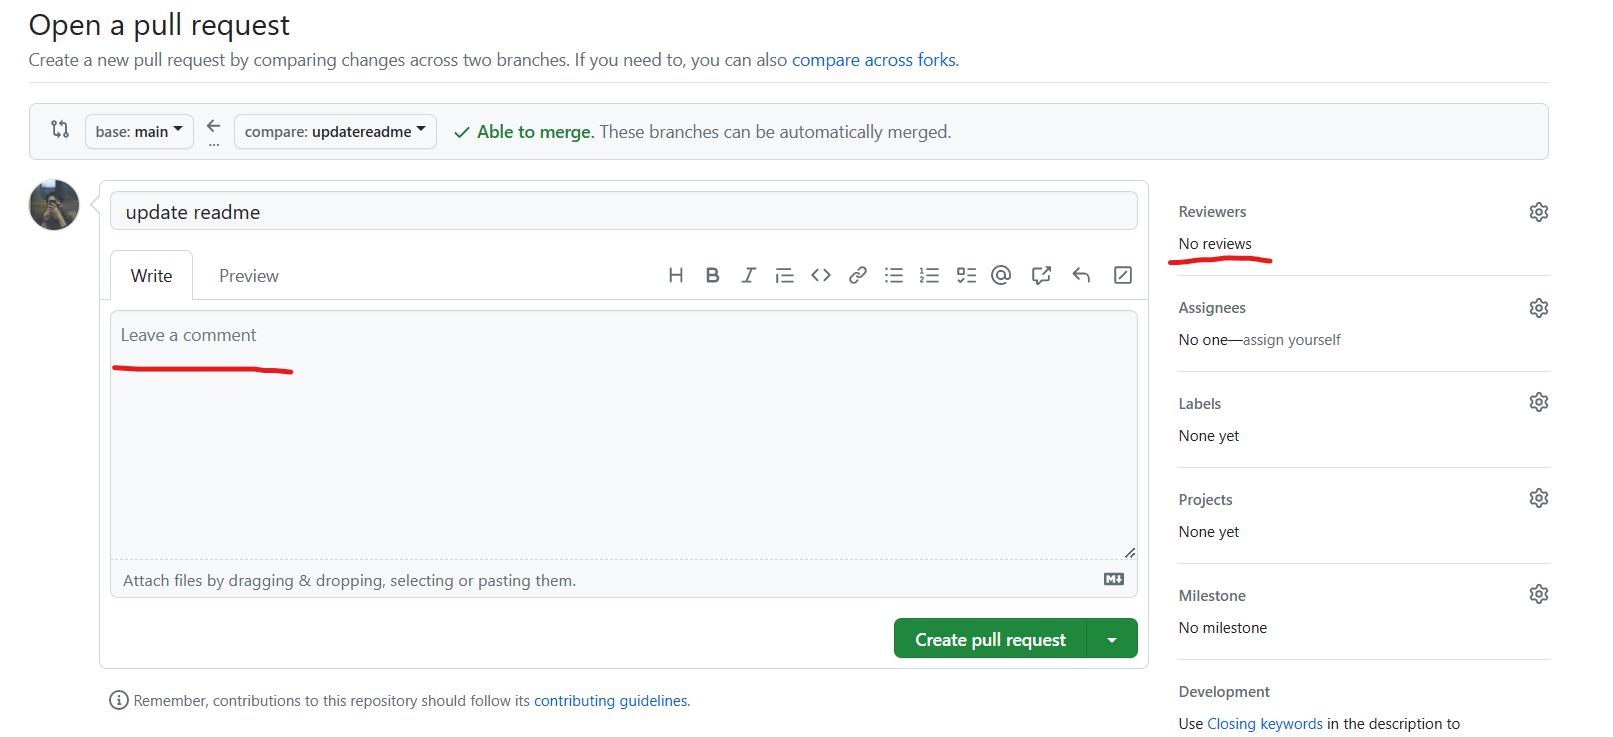 Open a pull request
Create a new pull request by comparing changes across two branches. If you need to, you can also compare across forks.
base: main
...
compare: updatereadme
Able to merge. These branches can be automatically merged.
update readme
Write
Preview
Leave a comment
Attach files by dragging & dropping, selecting or pasting them.
Create pull request
Remember, contributions to this repository should follow its contributing guidelines.
Reviewers
No reviews
Assignees
No one—assign yourself
Labels
None yet
Projects
None yet
Milestone
No milestone
Development
Use Closing keywords in the description to